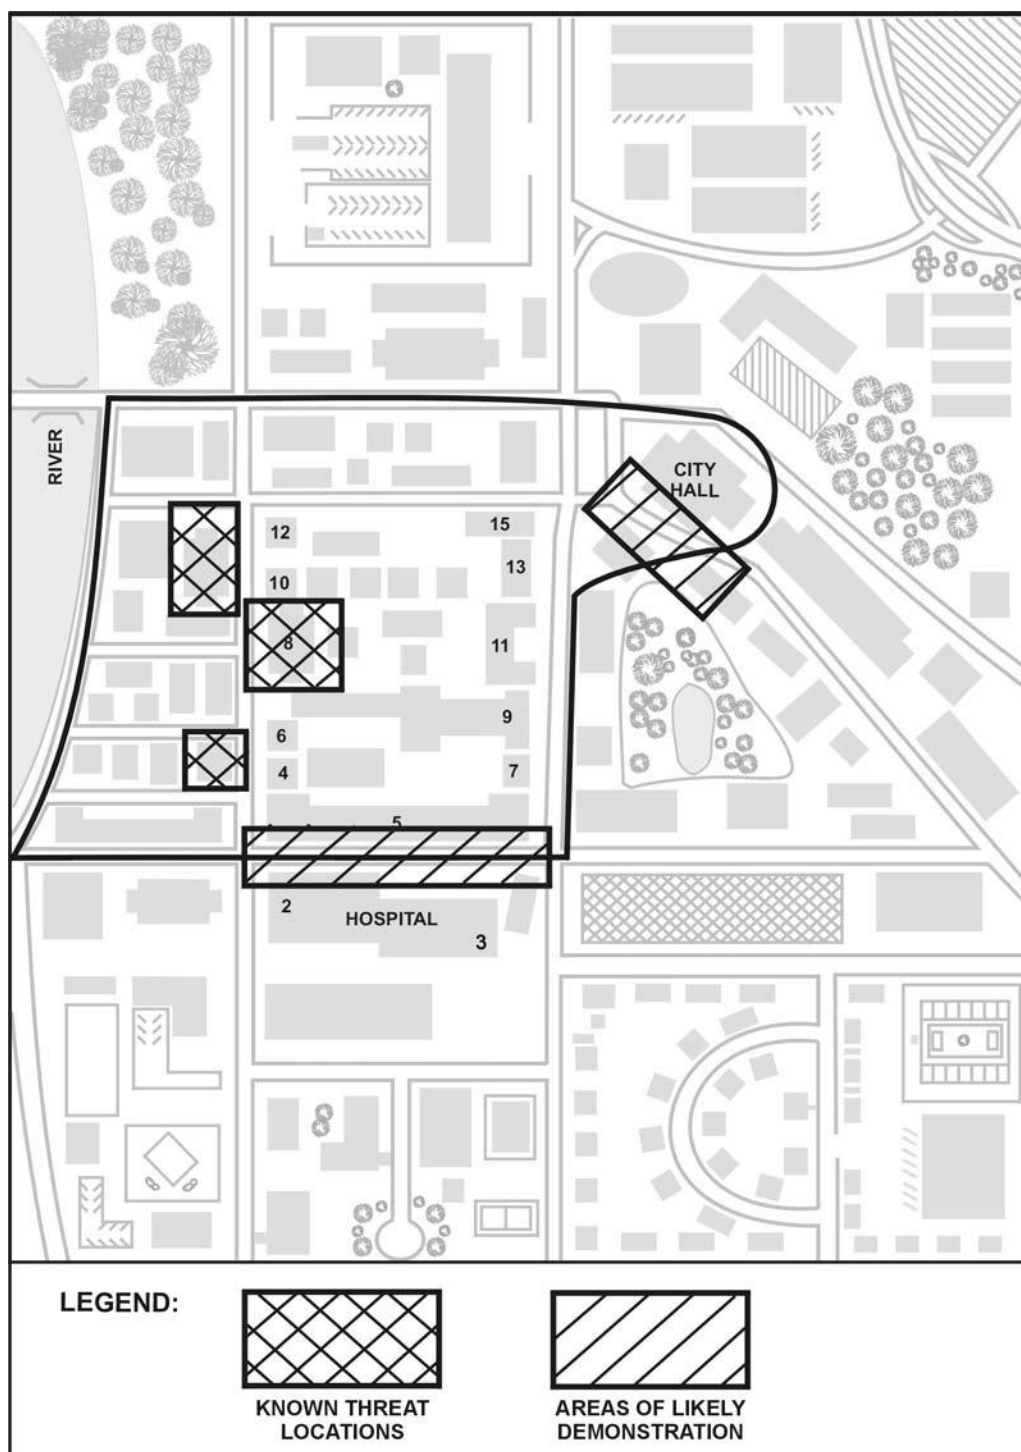 RIVER
CITY
HALL
12
15
10
13
8
11
6
9
4
7
5
2
HOSPITAL
3
LEGEND:
KNOWN THREAT
LOCATIONS
AREAS OF LIKELY
DEMONSTRATION